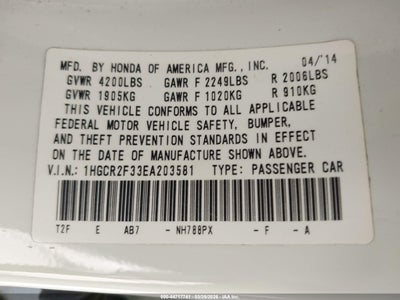 MFD. BY HONDA OF AMERICA MFG., INC. 04/'14
GVWR 4200LBS GAWR F 2249LBS R 2006LBS
GVWR 1905KG GAWR F 1020KG R 910KG
THIS VEHICLE CONFORMS TO ALL APPLICABLE
FEDERAL MOTOR VEHICLE SAFETY, BUMPER,
AND THEFT PREVENTION STANDARDS IN EFFECT
ON THE DATE OF MANUFACTURE SHOWN ABOVE.
V.I.N.: 1HGCR2F33EA203581 TYPE: PASSENGER CAR
T2F E AB7 - NH788PX - F - A